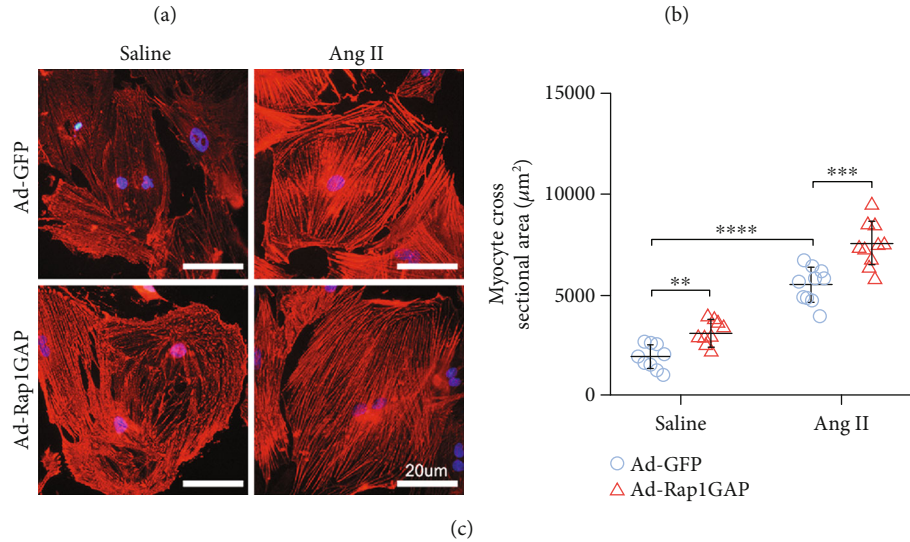 (a)
(b)
Saline
Ang II
Ad-GFP
Ad-Rap1GAP
20um
Myocyte cross
sectional area (μm²)
15000
10000
5000
0
**
****
***
Saline
Ang II
Ad-GFP
Ad-Rap1GAP
(c)